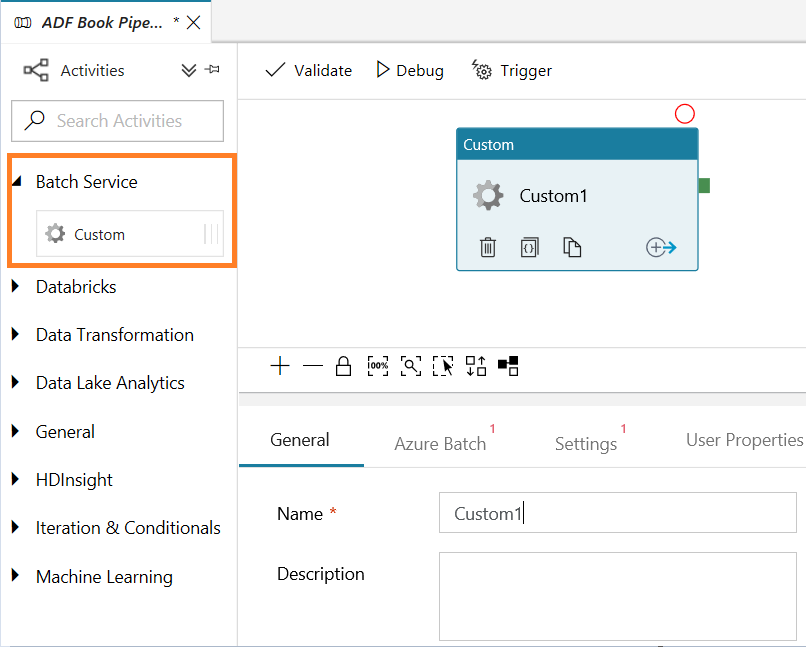 ADF Book Pipe... *
Activities
Search Activities
Batch Service
Custom
Databricks
Data Transformation
Data Lake Analytics
General
HDInsight
Iteration & Conditionals
Machine Learning
Validate
Debug
Trigger
Custom
Custom1
{}
100%
General
Azure Batch 1
Settings 1
User Properties
Name *
Custom1
Description